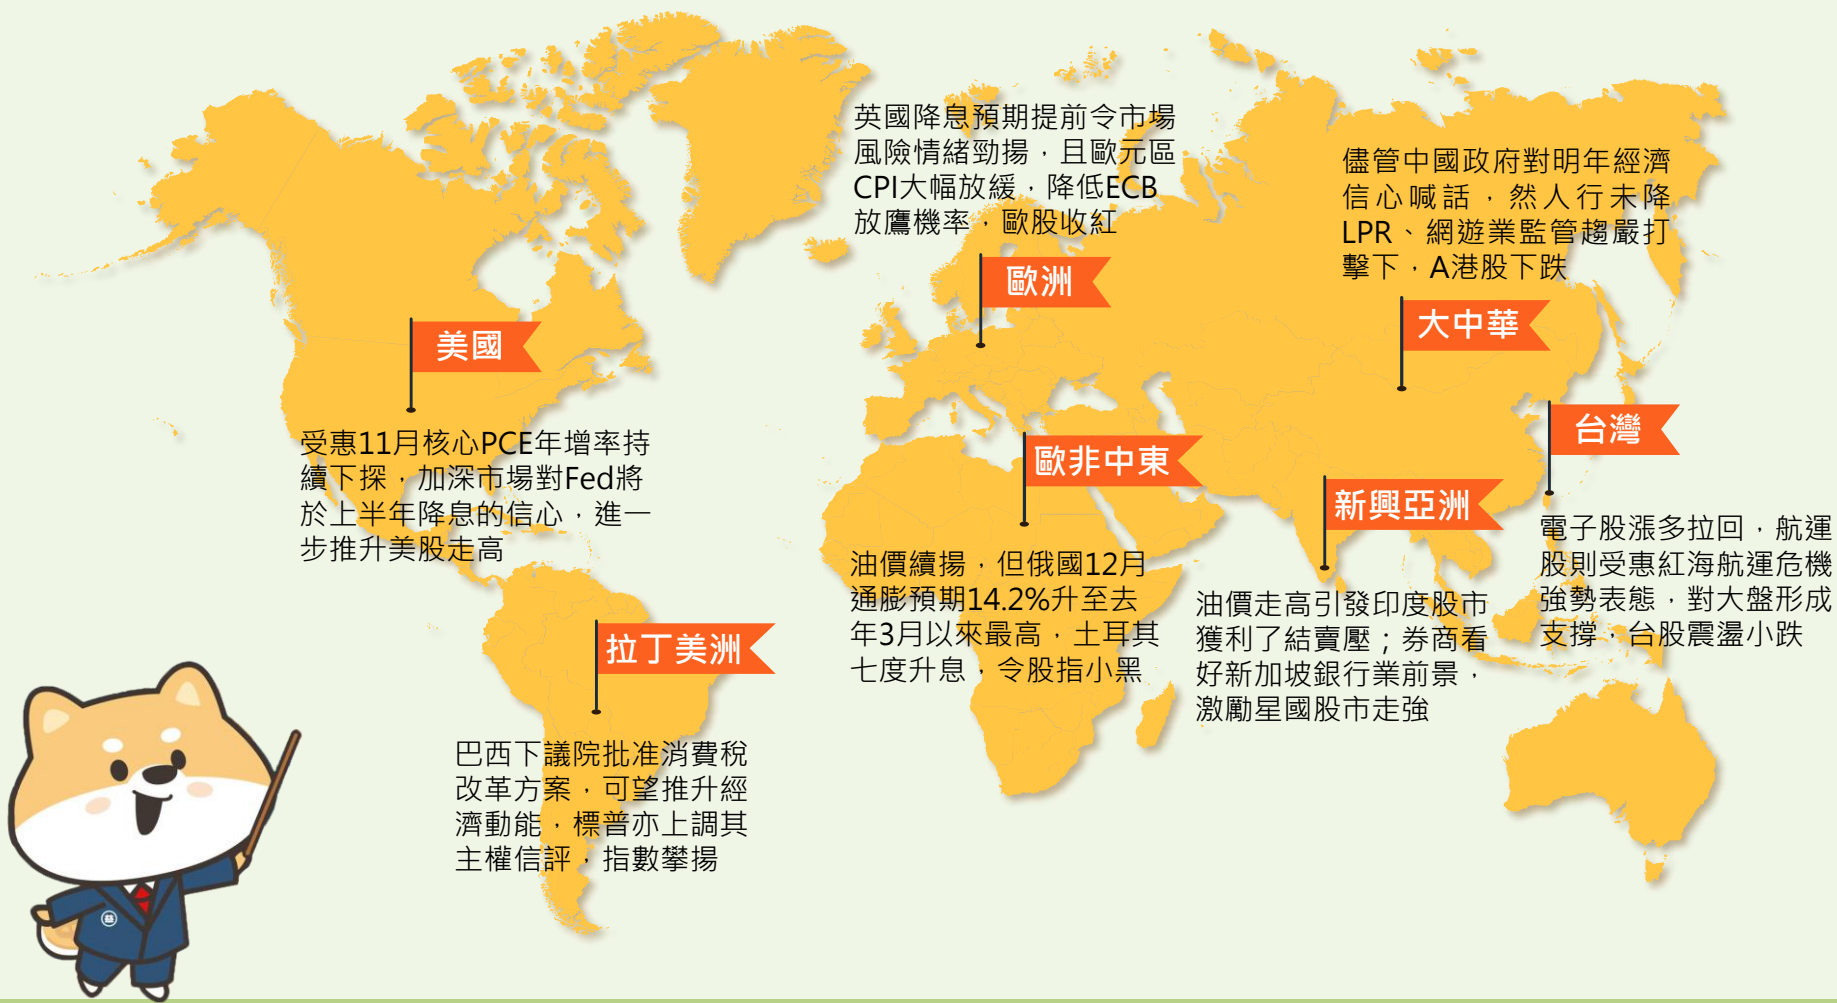 英國降息預期提前令市場
風險情緒勁揚，且歐元區
CPI大幅放緩，降低ECB
放鷹機率，歐股收紅
歐洲
儘管中國政府對明年經濟
信心喊話，然人行未降
LPR、網遊業監管趨嚴打
擊下，A港股下跌
大中華
美國
受惠11月核心PCE年增率持
續下探，加深市場對Fed將
於上半年降息的信心，進一
步推升美股走高
歐非中東
油價續揚，但俄國12月
通膨預期14.2%升至去
年3月以來最高，土耳其
七度升息，令股指小黑
新興亞洲
油價走高引發印度股市
獲利了結賣壓；券商看
好新加坡銀行業前景，
激勵星國股市走強
台灣
電子股漲多拉回，航運
股則受惠紅海航運危機
強勢表態，對大盤形成
支撐，台股震盪小跌
拉丁美洲
巴西下議院批准消費稅
改革方案，可望推升經
濟動能，標普亦上調其
主權信評，指數攀揚